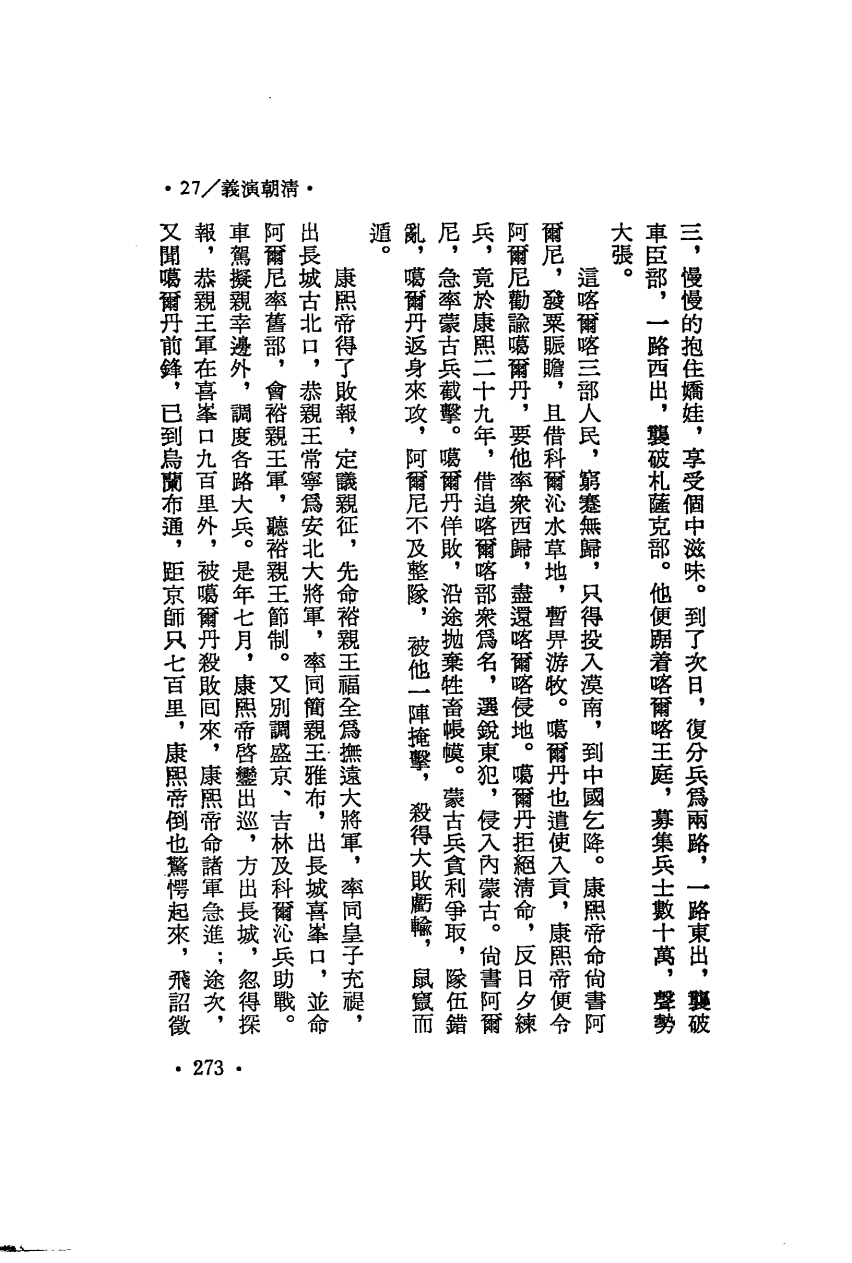 ·27/義演朝清·
三，慢慢的抱住嬌娃，享受個中滋味。到了次日，復分兵爲兩路，一路東出，襲破
車臣部，一路西出，襲破札薩克部。他便踞着喀爾喀王庭，募集兵士數十萬，聲勢
大張。
這喀爾喀三部人民，窮蹇無歸，只得投入漠南，到中國乞降。康熙帝命尙書阿
爾尼，發粟賑贍，且借科爾沁水草地，暫畀游牧。噶爾丹也遣使入貢，康熙帝便令
阿爾尼勸諭噶爾丹，要他率衆西歸，盡還喀爾喀侵地。噶爾丹拒絕清命，反日夕練
兵，竟於康熙二十九年，借追喀爾喀部衆爲名，選銳東犯，侵入內蒙古。尙書阿爾
尼，急率蒙古兵截擊。噶爾丹佯敗，沿途拋棄牲畜帳幙。蒙古兵貪利爭取，隊伍錯
亂，噶爾丹返身來攻，阿爾尼不及整隊，被他一陣掩擊，殺得大敗虧輸，鼠竄而
遁。
康熙帝得了敗報，定議親征，先命裕親王福全爲撫遠大將軍，率同皇子充禔，
出長城古北口，恭親王常寧爲安北大將軍，率同簡親王雅布，出長城喜峯口，並命
阿爾尼率舊部，會裕親王軍，聽裕親王節制。又別調盛京、吉林及科爾沁兵助戰。
車駕擬親幸邊外，調度各路大兵。是年七月，康熙帝啓鑾出巡，方出長城，忽得探
報，恭親王軍在喜峯口九百里外，被噶爾丹殺敗回來，康熙帝命諸軍急進；途次，
又聞噶爾丹前鋒，已到烏蘭布通，距京師只七百里，康熙帝倒也驚愕起來，飛詔徵
·273·